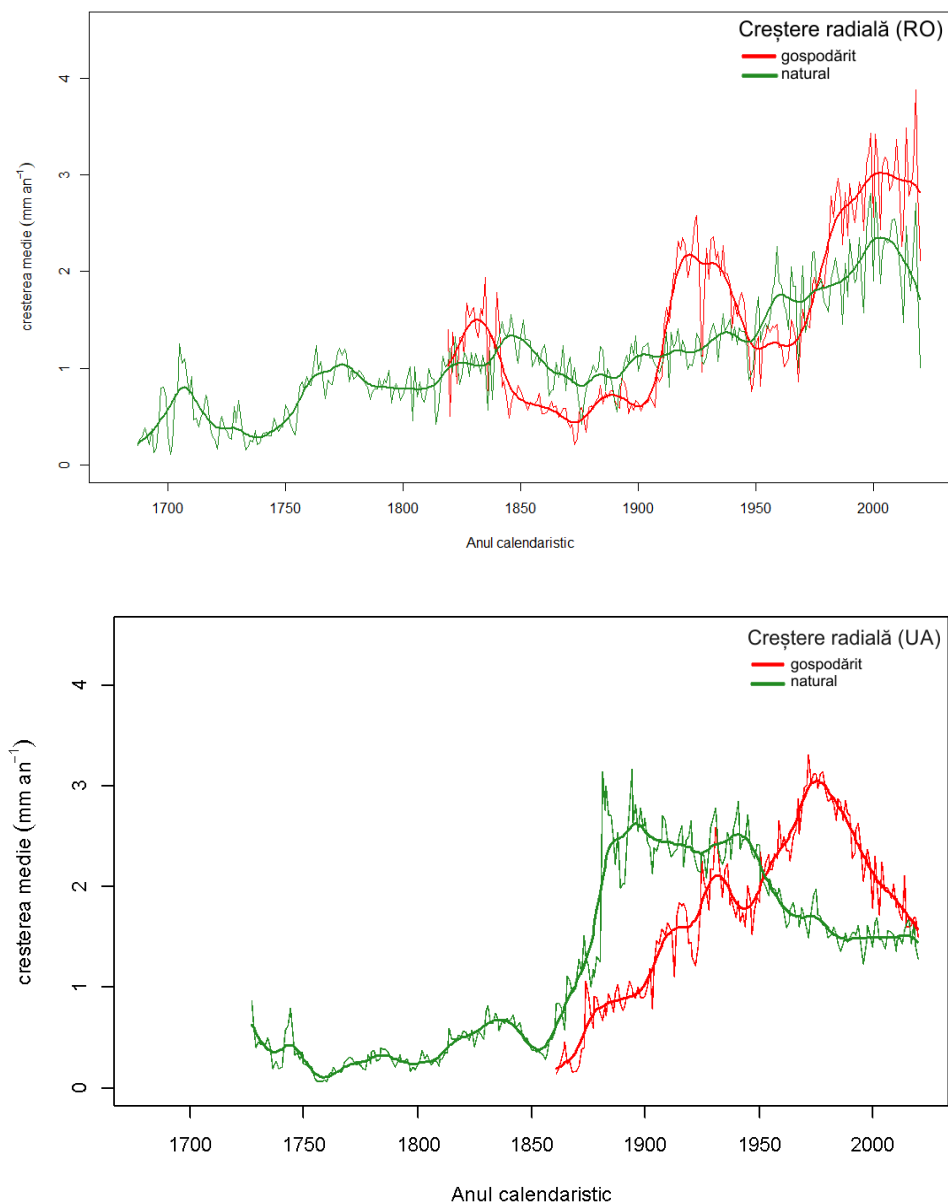 Creștere radială (RO)
gospodărit
natural
cresterea medie (mm an⁻¹)
4
3
2
1
0
1700 1750 1800 1850 1900 1950 2000
Anul calendaristic
Creștere radială (UA)
gospodărit
natural
cresterea medie (mm an⁻¹)
4
3
2
1
0
1700 1750 1800 1850 1900 1950 2000
Anul calendaristic